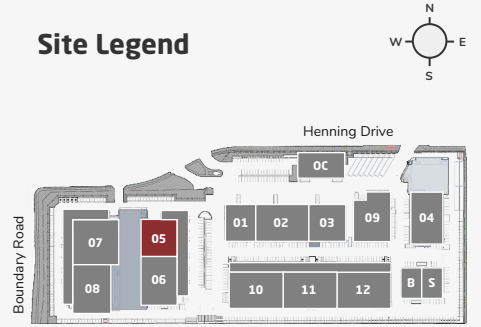 Site Legend
N
W
E
S
Henning Drive
Boundary Road
OC
01
02
03
09
04
07
05
08
06
10
11
12
B
S